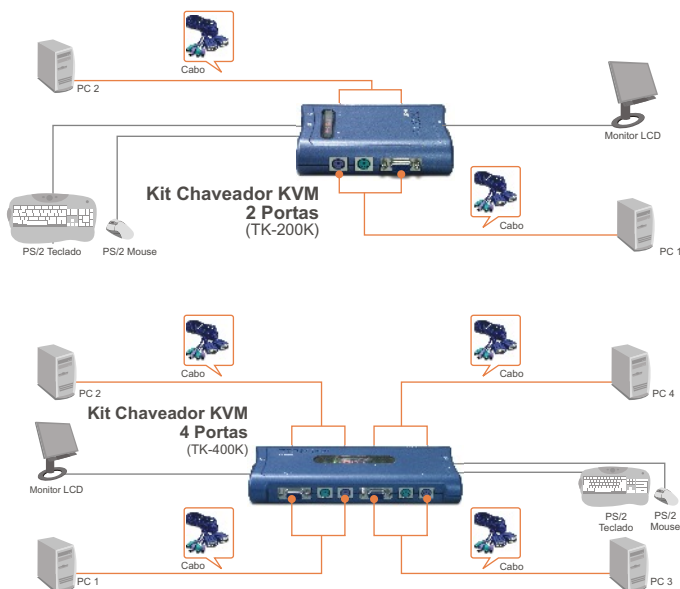 Cabo
PC 2
Monitor LCD
Kit Chaveador KVM
2 Portas
(TK-200K)
Cabo
PS/2 Teclado
PS/2 Mouse
PC 1
Cabo
Cabo
PC 2
PC 4
Kit Chaveador KVM
4 Portas
(TK-400K)
Monitor LCD
PS/2
Teclado
PS/2
Mouse
Cabo
Cabo
PC 1
PC 3